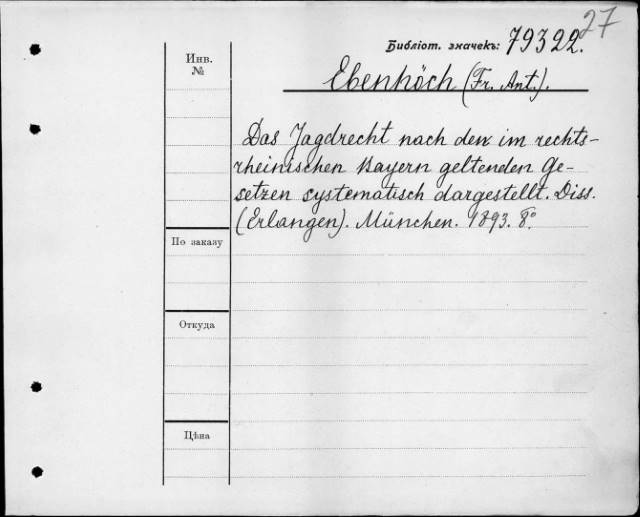 27
Библіот. значекъ: 79322.
Инв.
№
Ebenhöch (Fr. Ant.).
Das Jagdrecht nach den im rechts-
rheinischen Bayern geltenden Ge-
setzen systematisch dargestellt. Diss.
(Erlangen). München. 1893. 8°.
По заказу
Откуда
Цѣна